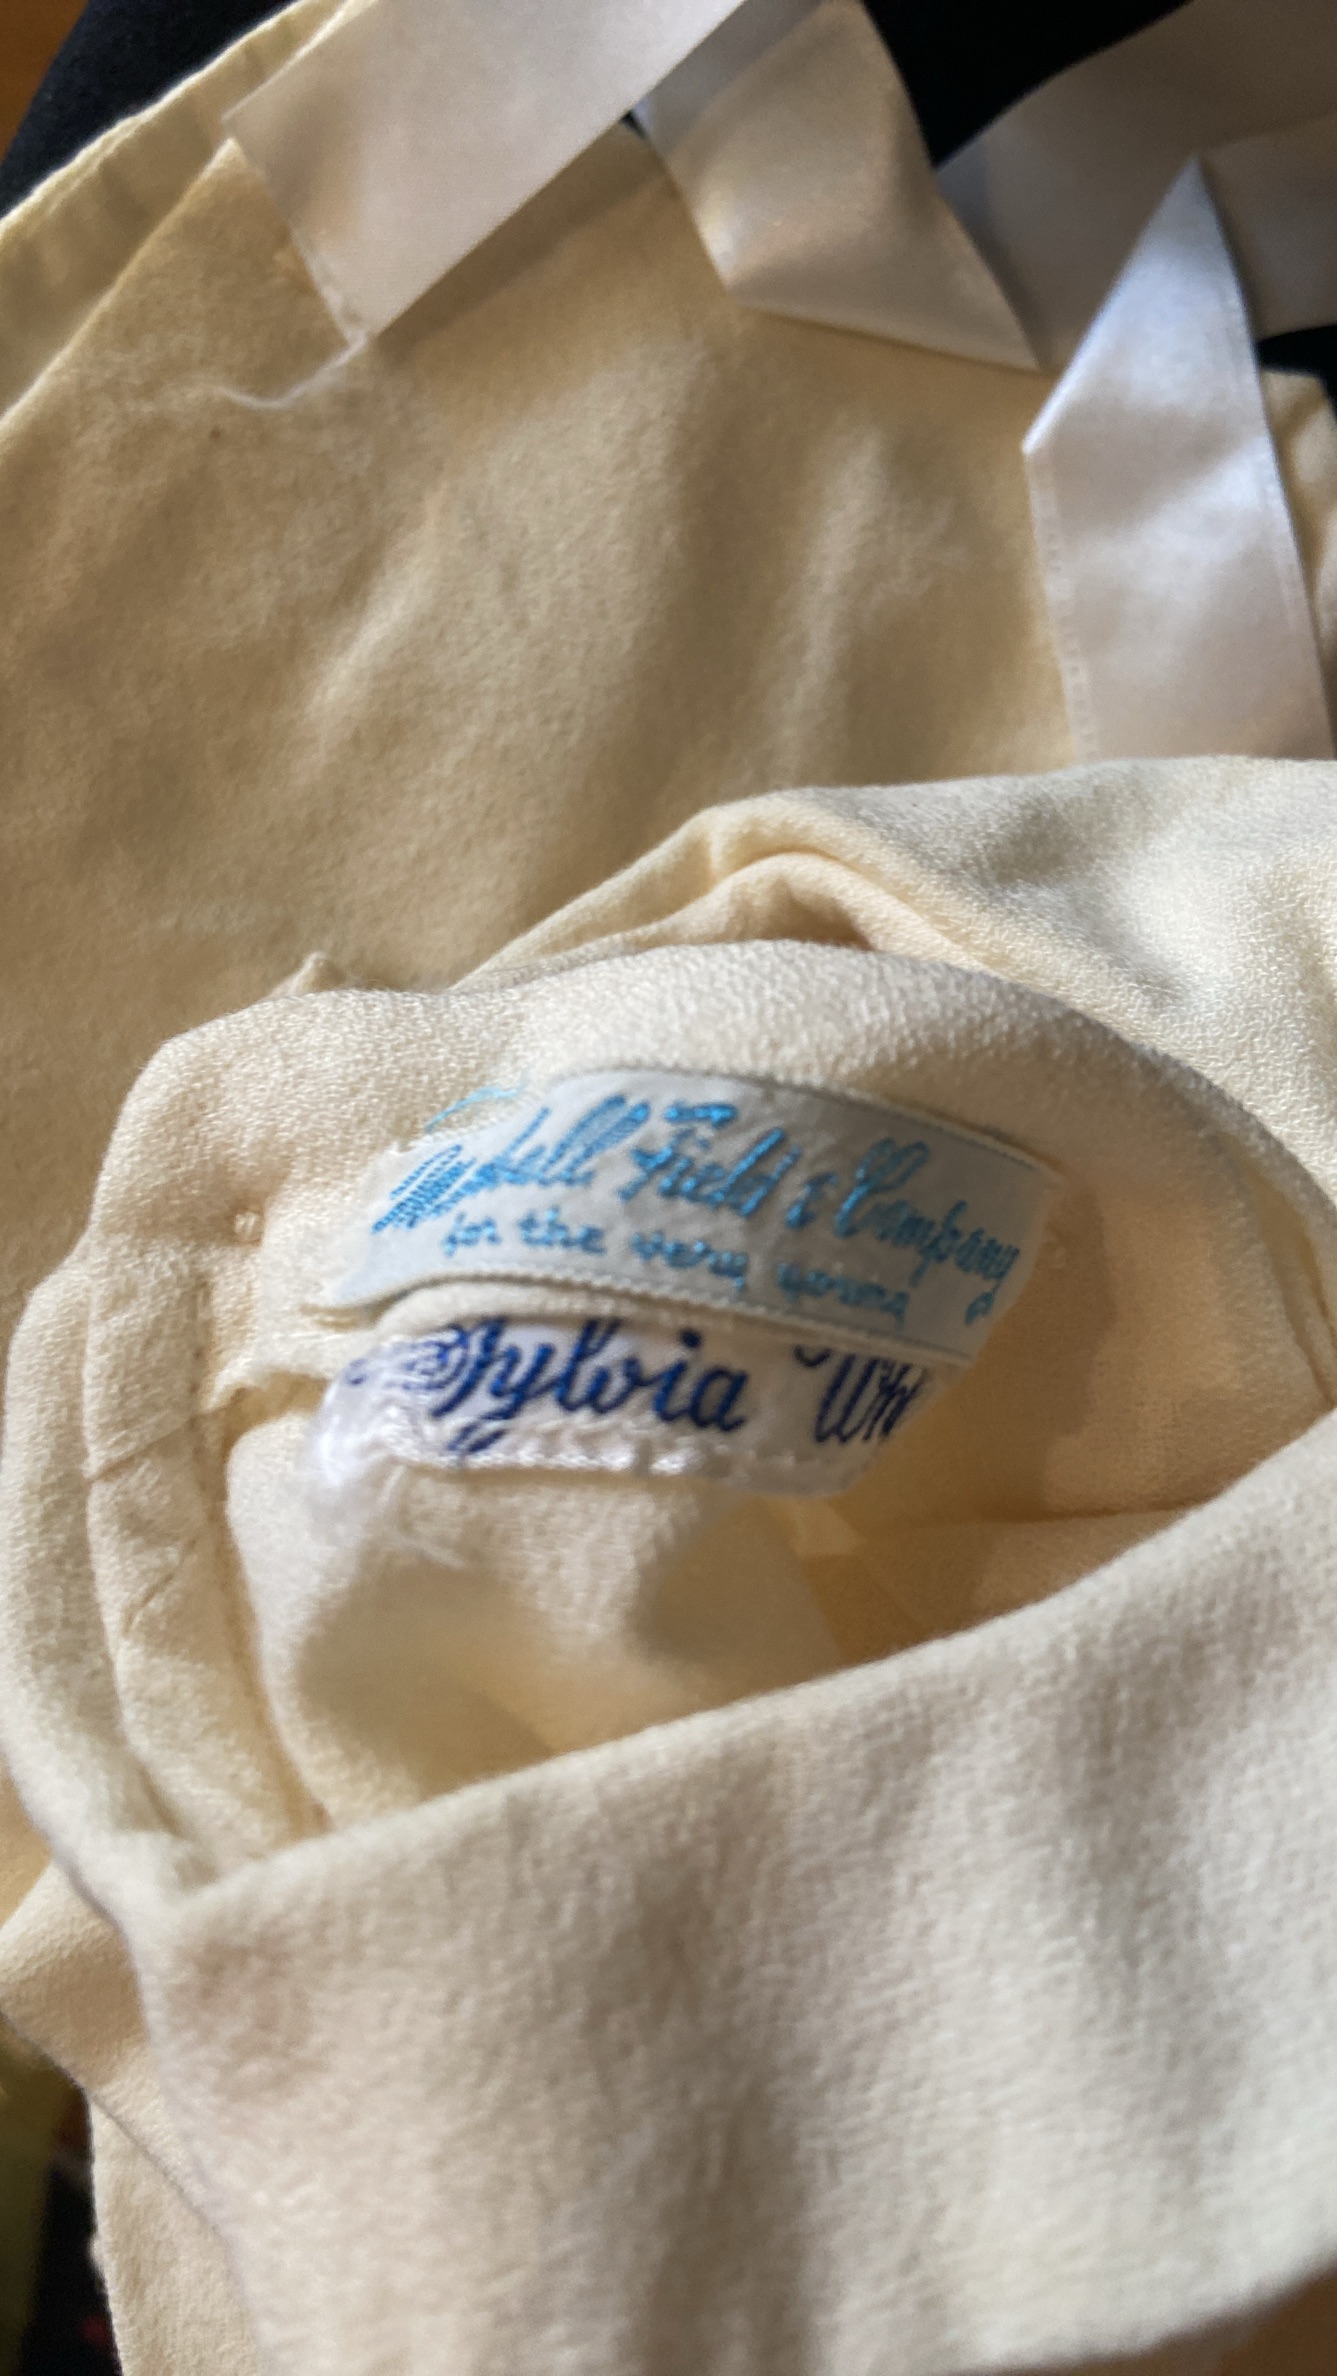 Field & Company
for the very young
Sylvia